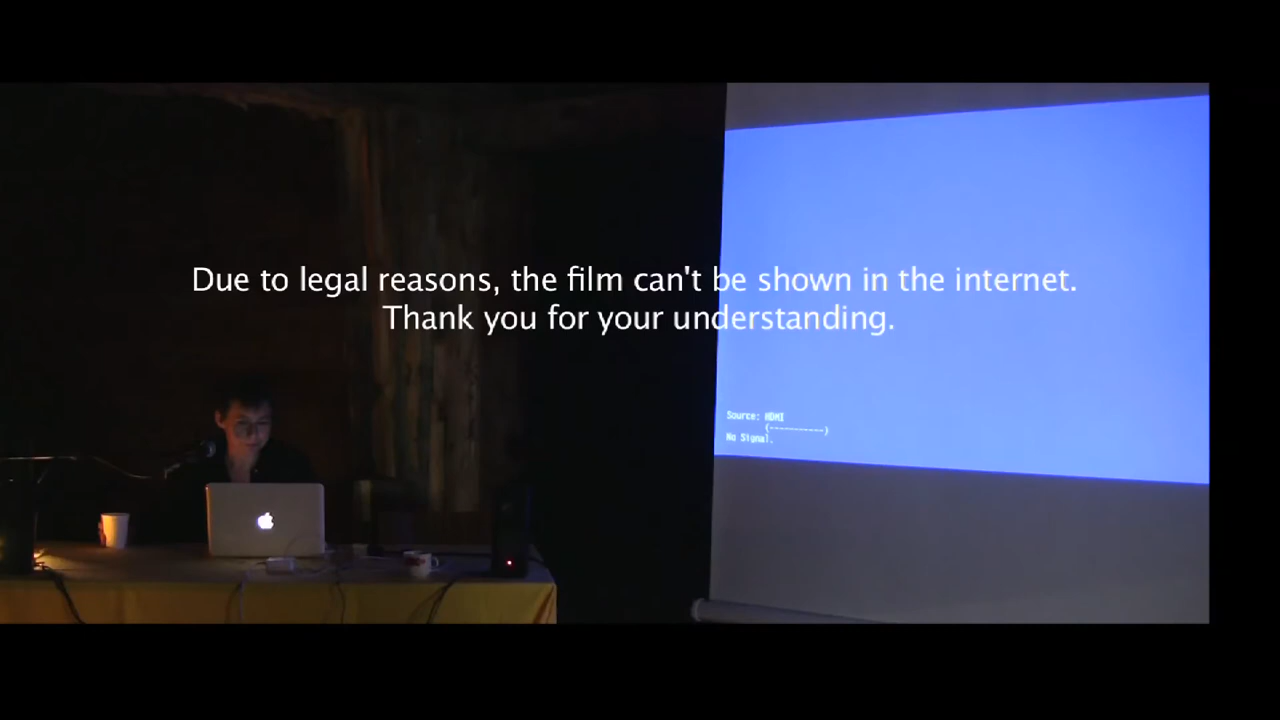 Due to legal reasons, the film can't be shown in the internet.
Thank you for your understanding.
Source: HDMI
No Signal.